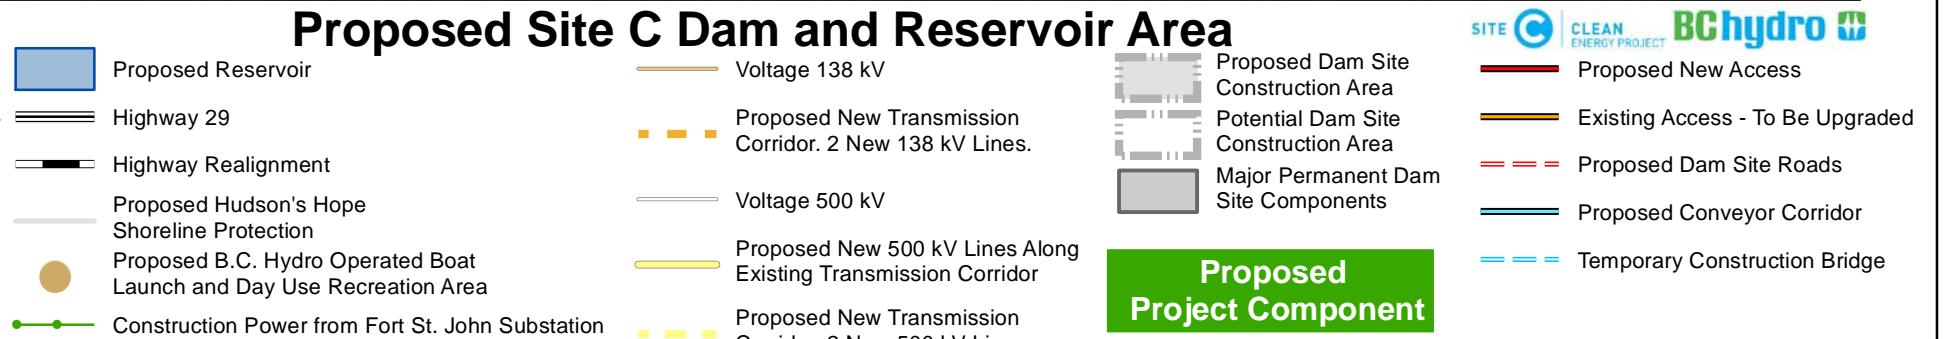 Proposed Site C Dam and Reservoir Area
SITE C CLEAN
ENERGY PROJECT
BChydro
Proposed Reservoir
Highway 29
Highway Realignment
Proposed Hudson's Hope
Shoreline Protection
Proposed B.C. Hydro Operated Boat
Launch and Day Use Recreation Area
Construction Power from Fort St. John Substation
Voltage 138 kV
Proposed New Transmission
Corridor. 2 New 138 kV Lines.
Voltage 500 kV
Proposed New 500 kV Lines Along
Existing Transmission Corridor
Proposed New Transmission
Proposed Dam Site
Construction Area
Potential Dam Site
Construction Area
Major Permanent Dam
Site Components
Proposed
Project Component
Proposed New Access
Existing Access - To Be Upgraded
Proposed Dam Site Roads
Proposed Conveyor Corridor
Temporary Construction Bridge